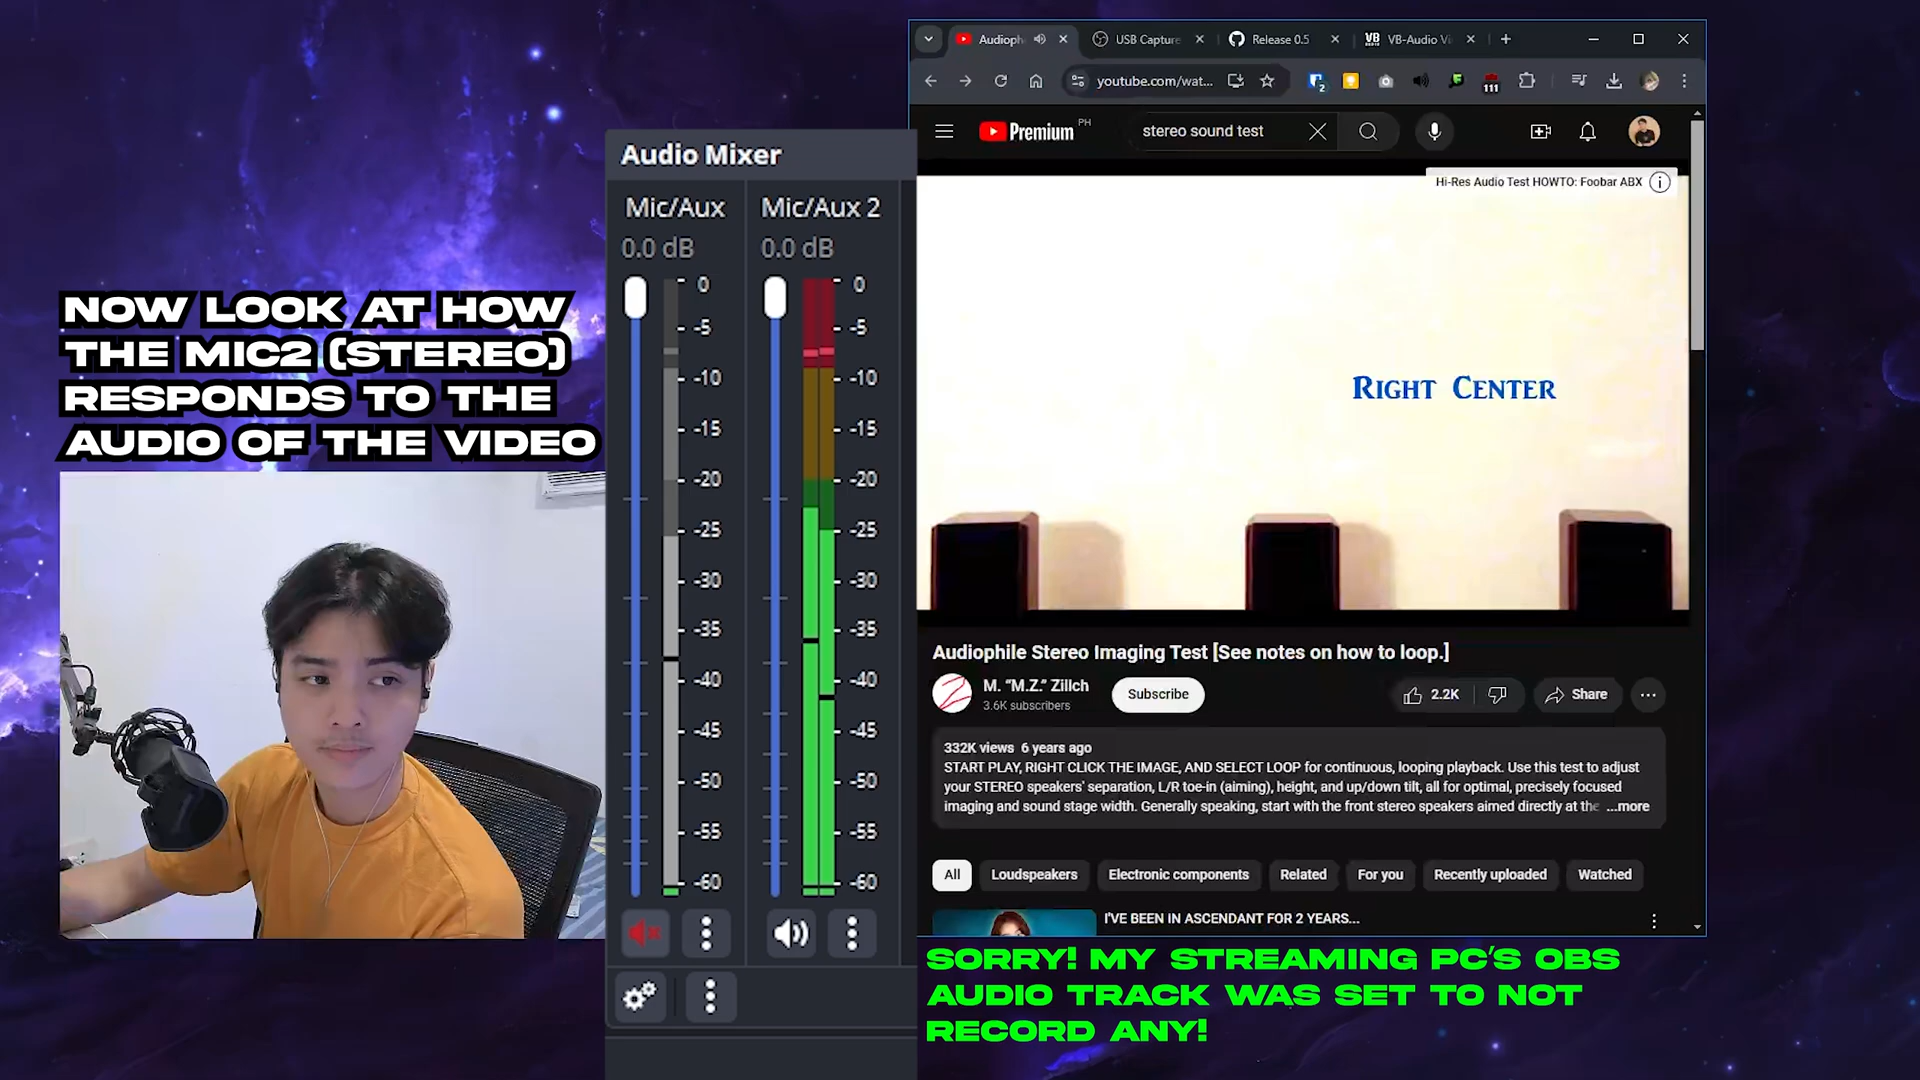 NOW LOOK AT HOW
THE MIC2 (STEREO)
RESPONDS TO THE
AUDIO OF THE VIDEO
Audio Mixer
Mic/Aux
0.0 dB
0
-5
-10
-15
-20
-25
-30
-35
-40
-45
-50
-55
-60
Mic/Aux 2
0.0 dB
0
-5
-10
-15
-20
-25
-30
-35
-40
-45
-50
-55
-60
Audioph
USB Capture
Release 0.5
VB
AUDIO
VB-Audio Vi
youtube.com/wat...
2
111
Premium PH
stereo sound test
Hi-Res Audio Test HOWTO: Foobar ABX
RIGHT CENTER
Audiophile Stereo Imaging Test [See notes on how to loop.]
M. "M.Z." Zillch
3.6K subscribers
Subscribe
2.2K
Share
332K views 6 years ago
START PLAY, RIGHT CLICK THE IMAGE, AND SELECT LOOP for continuous, looping playback. Use this test to adjust
your STEREO speakers' separation, L/R toe-in (aiming), height, and up/down tilt, all for optimal, precisely focused
imaging and sound stage width. Generally speaking, start with the front stereo speakers aimed directly at the ...more
All
Loudspeakers
Electronic components
Related
For you
Recently uploaded
Watched
I'VE BEEN IN ASCENDANT FOR 2 YEARS...
SORRY! MY STREAMING PC'S OBS
AUDIO TRACK WAS SET TO NOT
RECORD ANY!